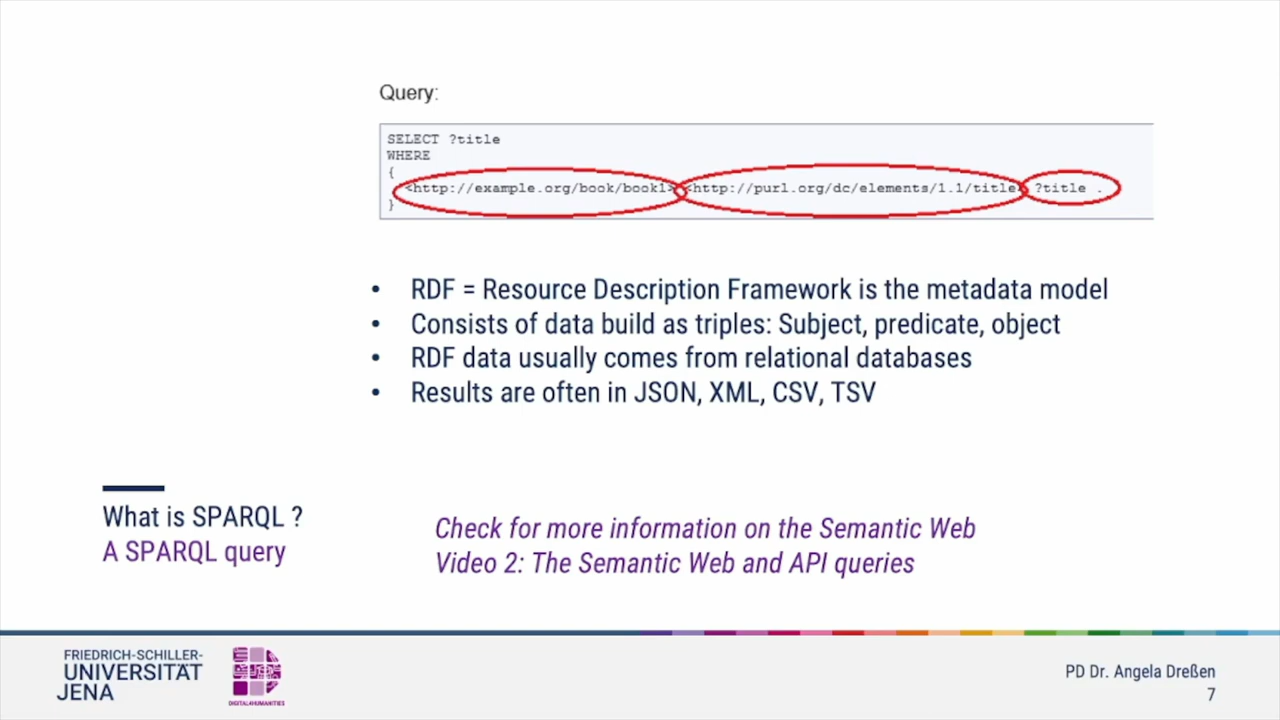 Query:
SELECT ?title
WHERE
{
<http://example.org/book/book1> <http://purl.org/dc/elements/1.1/title> ?title .
}
• RDF = Resource Description Framework is the metadata model
• Consists of data build as triples: Subject, predicate, object
• RDF data usually comes from relational databases
• Results are often in JSON, XML, CSV, TSV
What is SPARQL ?
A SPARQL query
Check for more information on the Semantic Web
Video 2: The Semantic Web and API queries
FRIEDRICH-SCHILLER-
UNIVERSITÄT
JENA
DIGITAL4HUMANITIES
PD Dr. Angela Dreßen
7